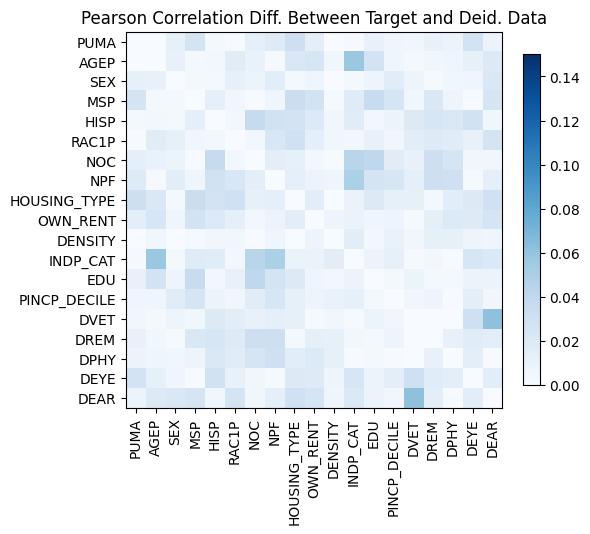 Pearson Correlation Diff. Between Target and Deid. Data
PUMA
AGEP
SEX
MSP
HISP
RAC1P
NOC
NPF
HOUSING_TYPE
OWN_RENT
DENSITY
INDP_CAT
EDU
PINCP_DECILE
DVET
DREM
DPHY
DEYE
DEAR
PUMA
AGEP
SEX
MSP
HISP
RAC1P
NOC
NPF
HOUSING_TYPE
OWN_RENT
DENSITY
INDP_CAT
EDU
PINCP_DECILE
DVET
DREM
DPHY
DEYE
DEAR
0.14
0.12
0.10
0.08
0.06
0.04
0.02
0.00